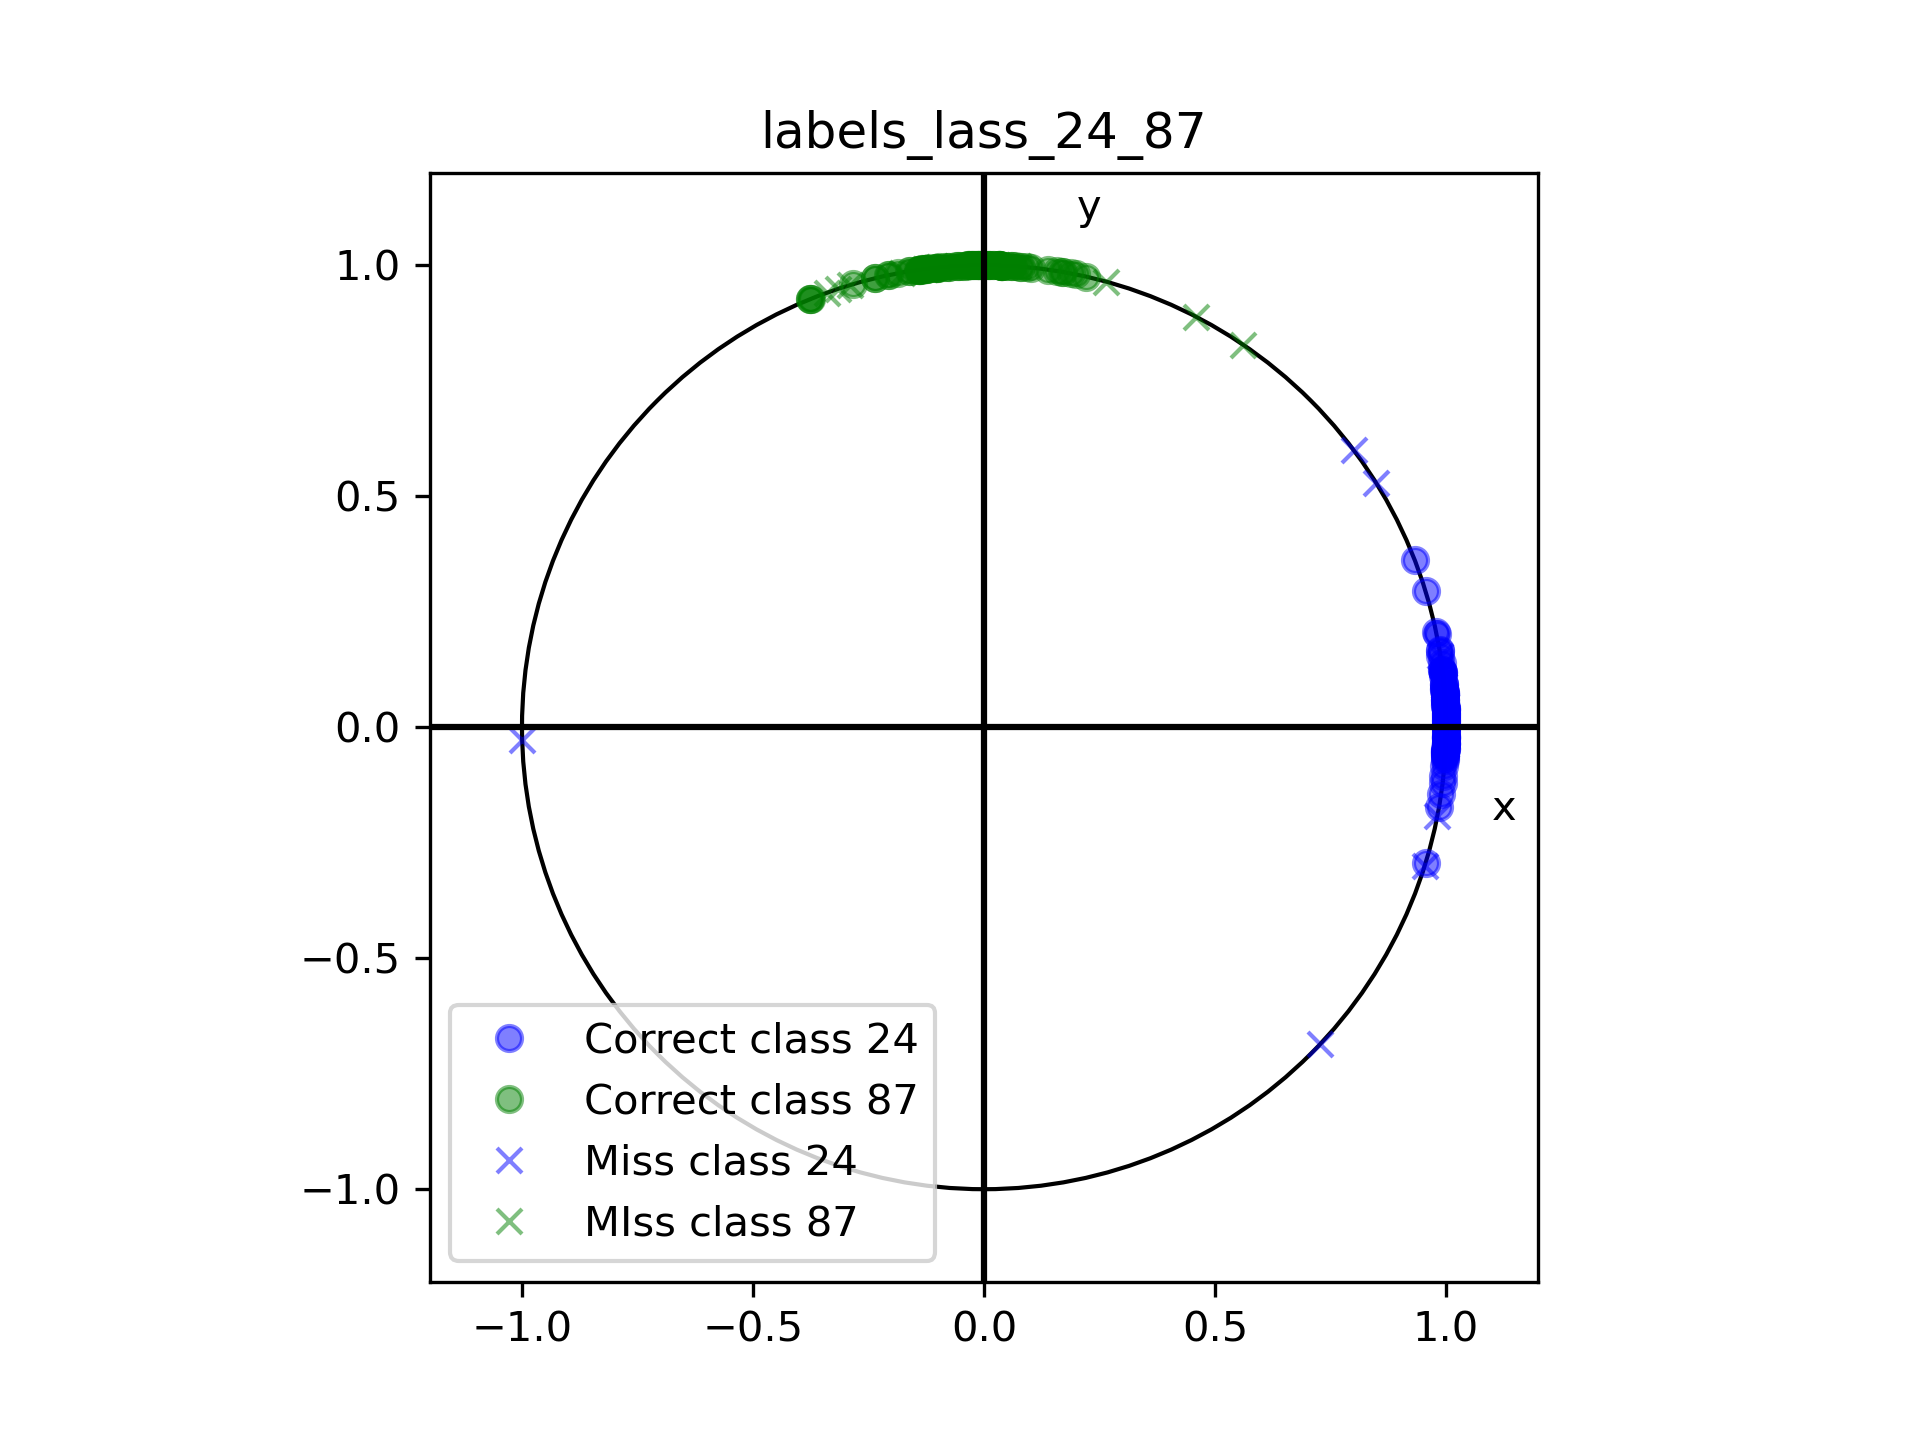 labels_lass_24_87
y
1.0
0.5
0.0
x
−0.5
−1.0
Correct class 24
Correct class 87
Miss class 24
MIss class 87
−1.0 −0.5 0.0 0.5 1.0